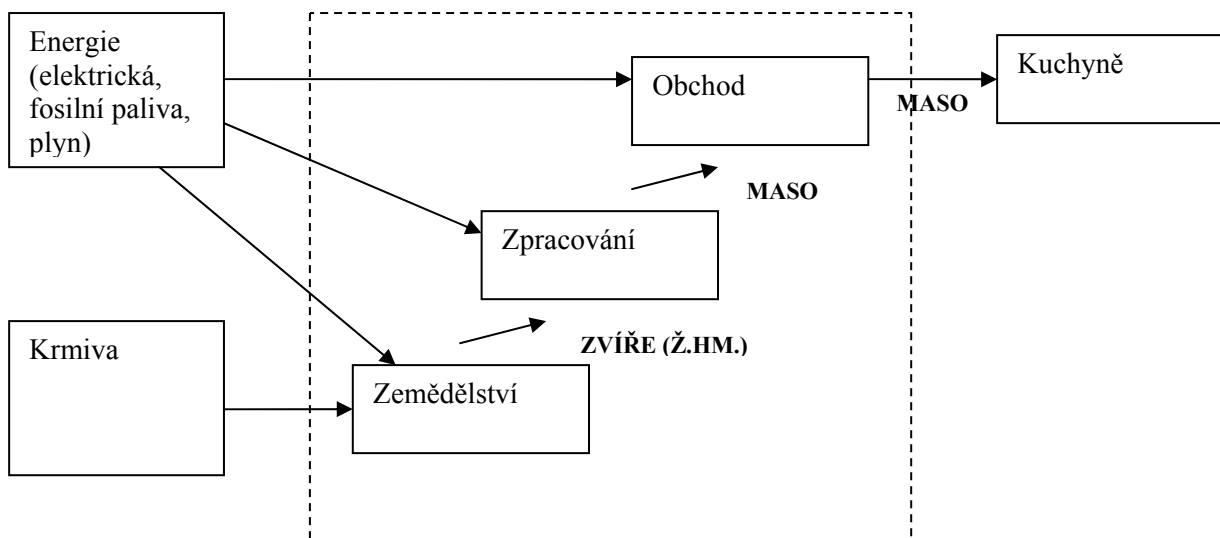 Energie
(elektrická,
fosilní paliva,
plyn)
Obchod
MASO
Kuchyně
MASO
Zpracování
ZVÍŘE (Ž.HM.)
Krmiva
Zemědělství